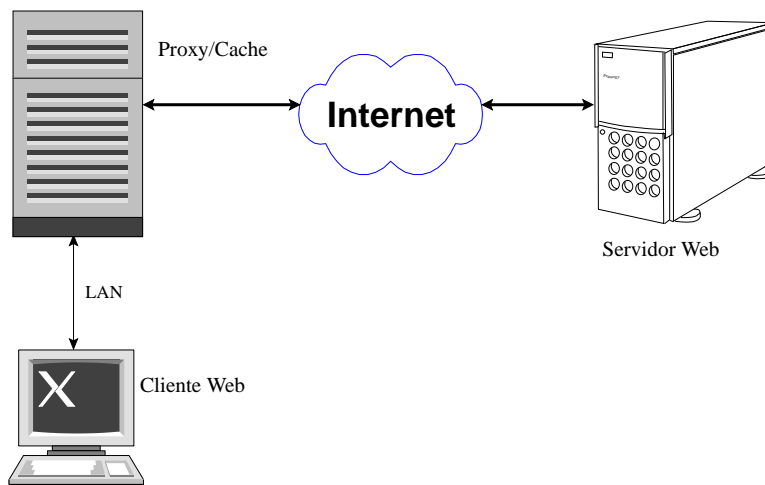 Proxy/Cache
Internet
Servidor Web
LAN
Cliente Web